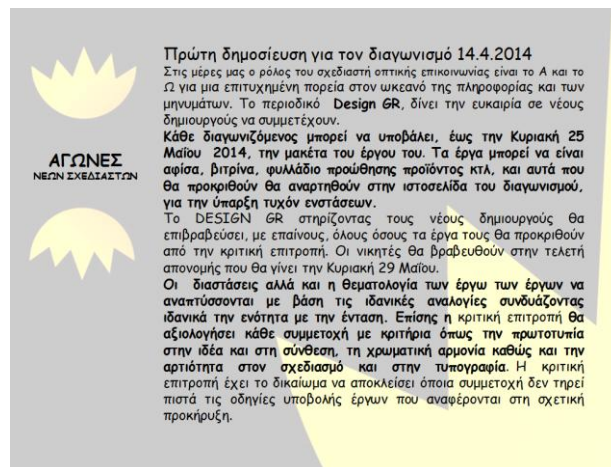 Πρώτη δημοσίευση για τον διαγωνισμό 14.4.2014
Στις μέρες μας ο ρόλος του σχεδιαστή οπτικής επικοινωνίας είναι το Α και το
Ω για μια επιτυχημένη πορεία στον ωκεανό της πληροφορίας και των
μηνυμάτων. Το περιοδικό Design GR, δίνει την ευκαιρία σε νέους
δημιουργούς να συμμετέχουν.
Κάθε διαγωνιζόμενος μπορεί να υποβάλει, έως την Κυριακή 25
Μαΐου 2014, την μακέτα του έργου του. Τα έργα μπορεί να είναι
αφίσα, βιτρίνα, φυλλάδιο προώθησης προϊόντος κτλ, και αυτά που
θα προκριθούν θα αναρτηθούν στην ιστοσελίδα του διαγωνισμού,
για την ύπαρξη τυχόν ενστάσεων.
Το DESIGN GR στηρίζοντας τους νέους δημιουργούς θα
επιβραβεύσει, με επαίνους, όλους όσους τα έργα τους θα προκριθούν
από την κριτική επιτροπή. Οι νικητές θα βραβευθούν στην τελετή
απονομής που θα γίνει την Κυριακή 29 Μαΐου.
Οι διαστάσεις αλλά και η θεματολογία των έργω των έργων να
αναπτύσσονται με βάση τις ιδανικές αναλογίες συνδυάζοντας
ιδανικά την ενότητα με την ένταση. Επίσης η κριτική επιτροπή θα
αξιολογήσει κάθε συμμετοχή με κριτήρια όπως την πρωτοτυπία
στην ιδέα και στη σύνθεση, τη χρωματική αρμονία καθώς και την
αρτιότητα στον σχεδιασμό και στην τυπογραφία. Η κριτική
επιτροπή έχει το δικαίωμα να αποκλείσει όποια συμμετοχή δεν τηρεί
πιστά τις οδηγίες υποβολής έργων που αναφέρονται στη σχετική
προκήρυξη.
ΑΓΩΝΕΣ
ΝΕΩΝ ΣΧΕΔΙΑΣΤΩΝ